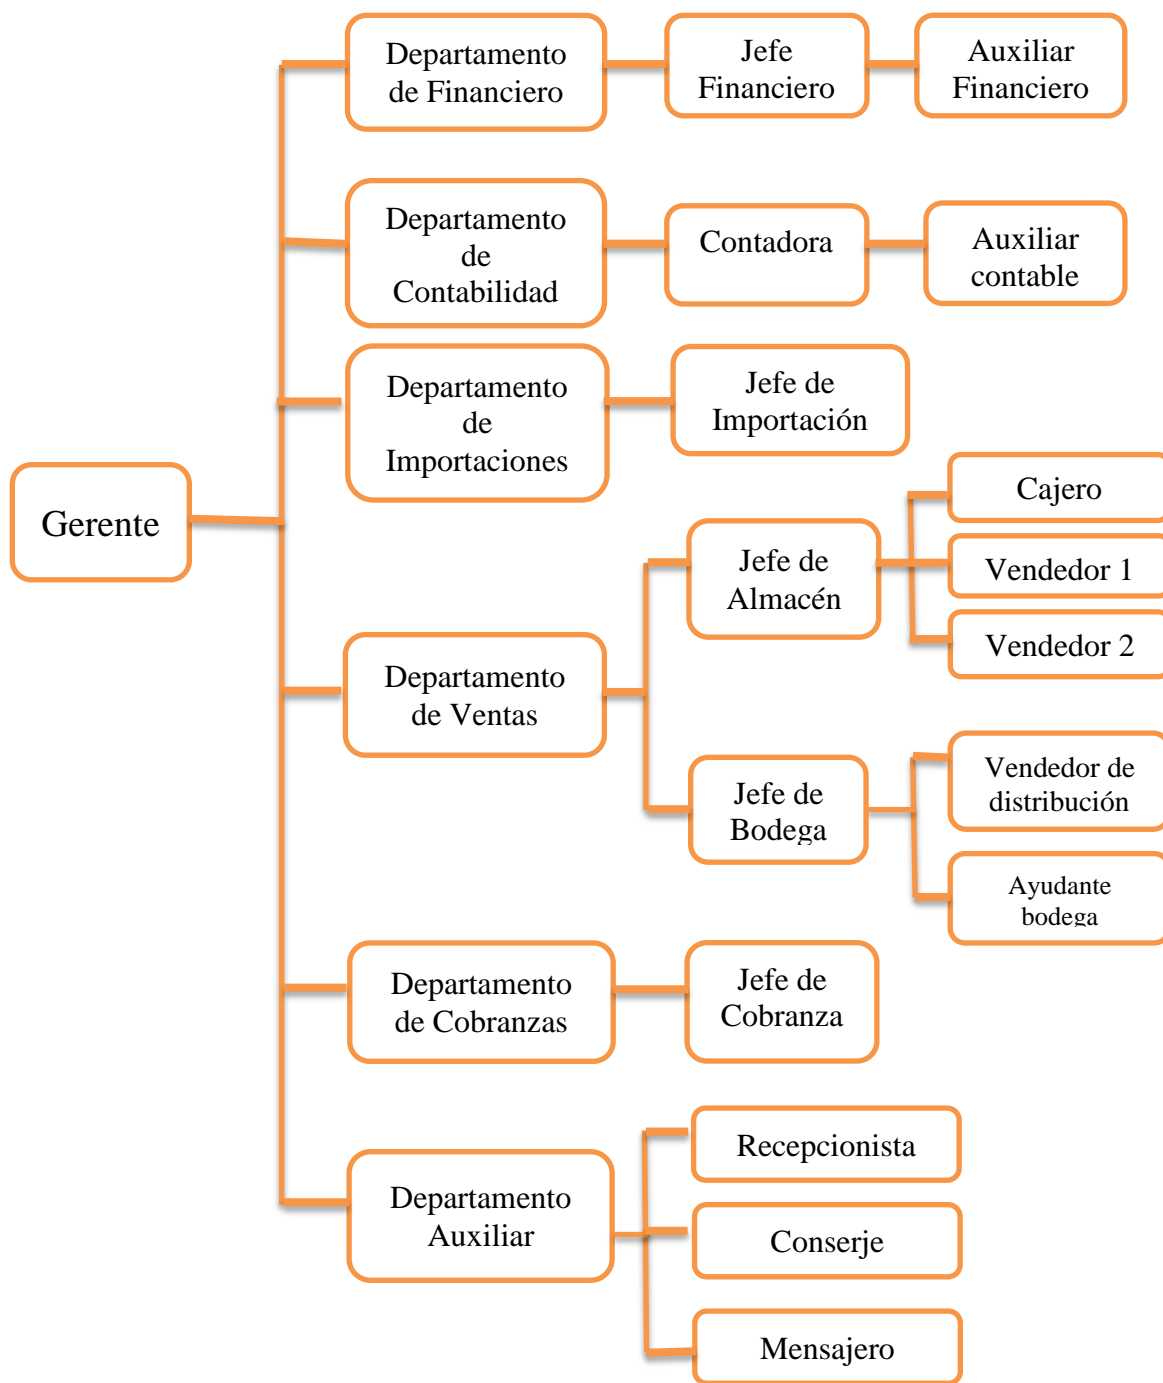 Gerente
Departamento
de Financiero
Jefe
Financiero
Auxiliar
Financiero
Departamento
de
Contabilidad
Contadora
Auxiliar
contable
Departamento
de
Importaciones
Jefe de
Importación
Departamento
de Ventas
Jefe de
Almacén
Cajero
Vendedor 1
Vendedor 2
Jefe de
Bodega
Vendedor de
distribución
Ayudante
bodega
Departamento
de Cobranzas
Jefe de
Cobranza
Departamento
Auxiliar
Recepcionista
Conserje
Mensajero